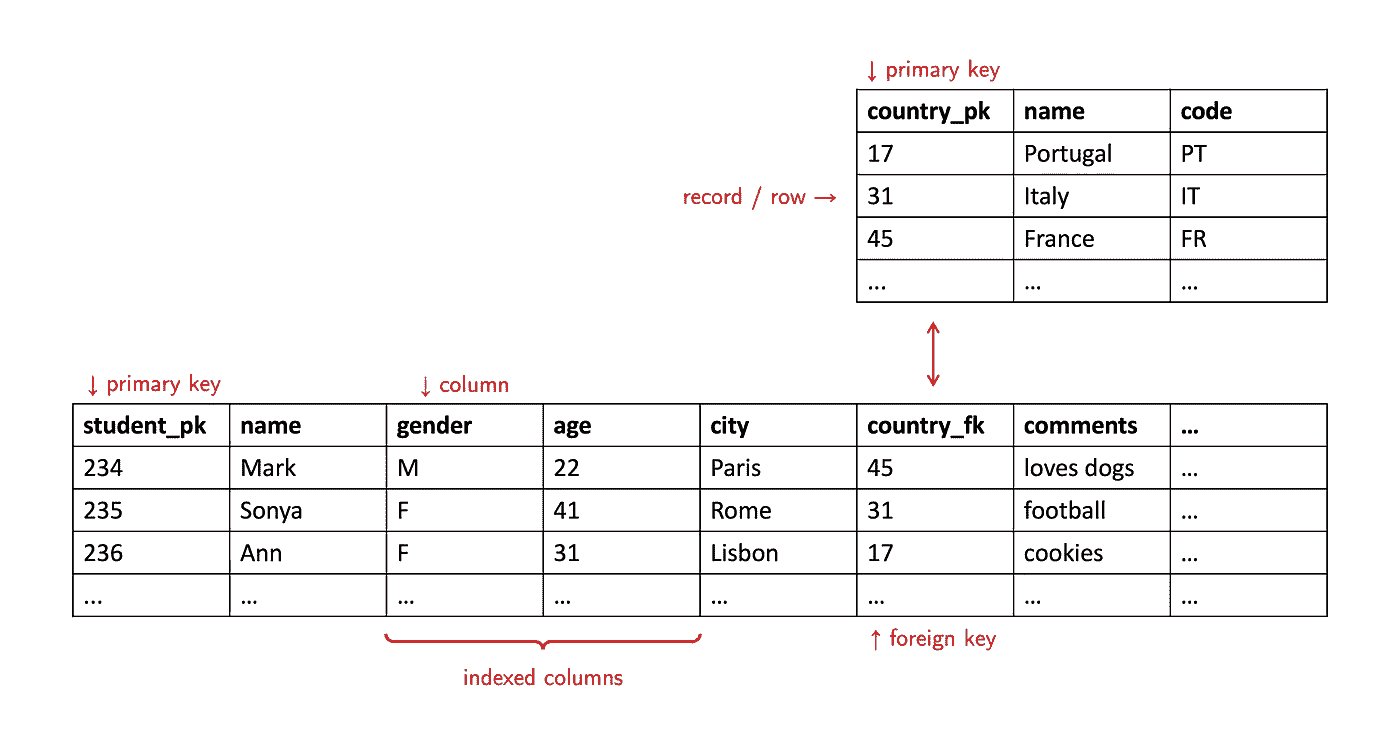 ↓ primary key
country_pk name code
17 Portugal PT
record / row → 31 Italy IT
45 France FR
... ... ...
↓ primary key ↓ column
student_pk name gender age city country_fk comments ...
234 Mark M 22 Paris 45 loves dogs ...
235 Sonya F 41 Rome 31 football ...
236 Ann F 31 Lisbon 17 cookies ...
... ... ... ... ... ... ... ...
↑ foreign key
indexed columns